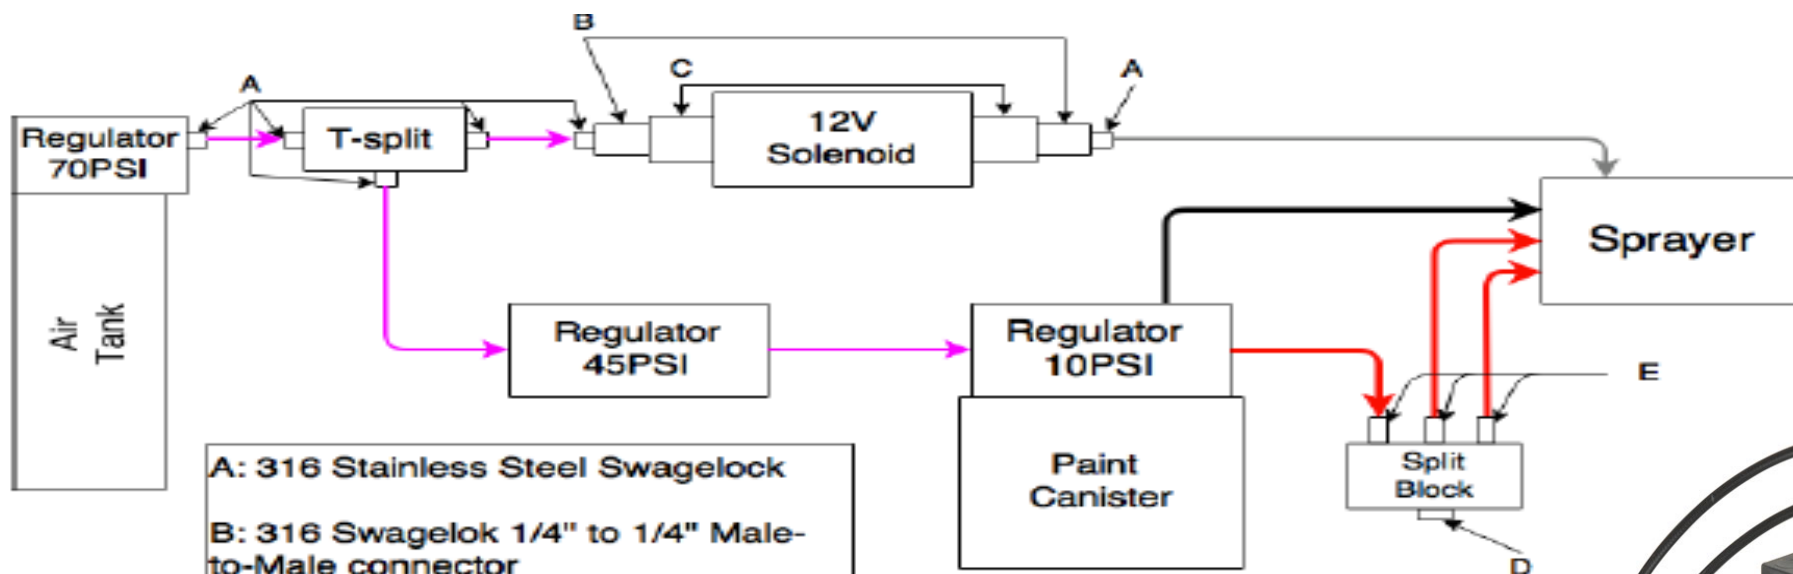 B
C
A
A
Regulator
70PSI
T-split
12V
Solenoid
Sprayer
Air
Tank
Regulator
45PSI
Regulator
10PSI
E
Paint
Canister
Split
Block
D
A: 316 Stainless Steel Swagelock
B: 316 Swagelok 1/4" to 1/4" Male-
to-Male connector